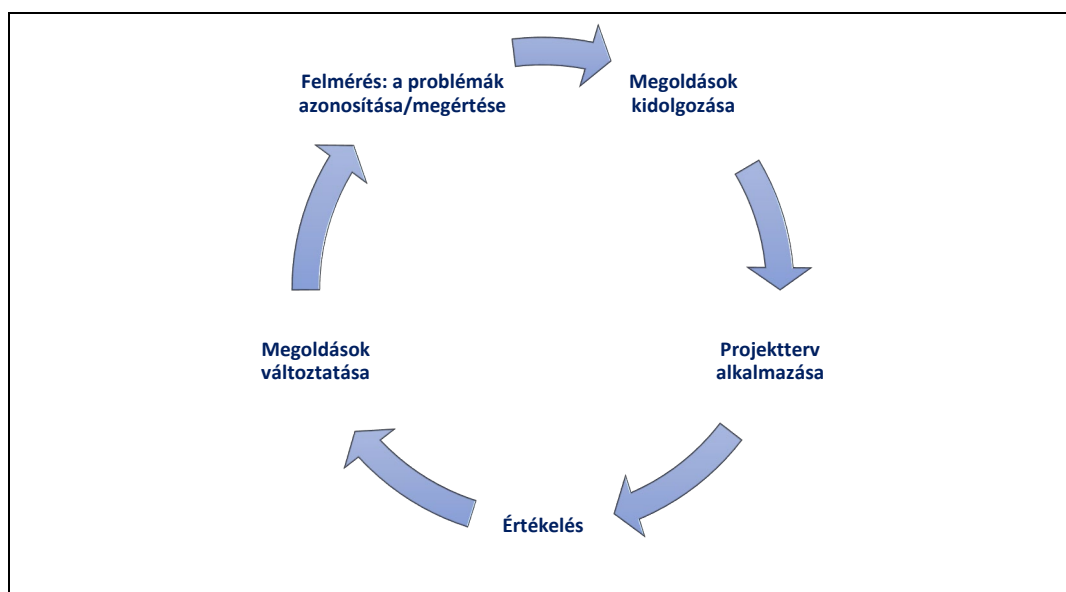 Felmérés: a problémák
azonosítása/megértése
Megoldások
kidolgozása
Projektterv
alkalmazása
Értékelés
Megoldások
változtatása